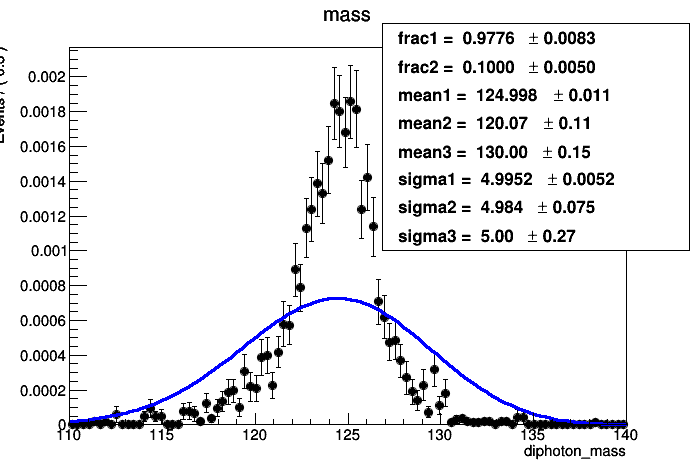 mass
frac1 = 0.9776 ± 0.0083
frac2 = 0.1000 ± 0.0050
mean1 = 124.998 ± 0.011
mean2 = 120.07 ± 0.11
mean3 = 130.00 ± 0.15
sigma1 = 4.9952 ± 0.0052
sigma2 = 4.984 ± 0.075
sigma3 = 5.00 ± 0.27
0.002
0.0018
0.0016
0.0014
0.0012
0.001
0.0008
0.0006
0.0004
0.0002
0
110 115 120 125 130 135 140
diphoton_mass